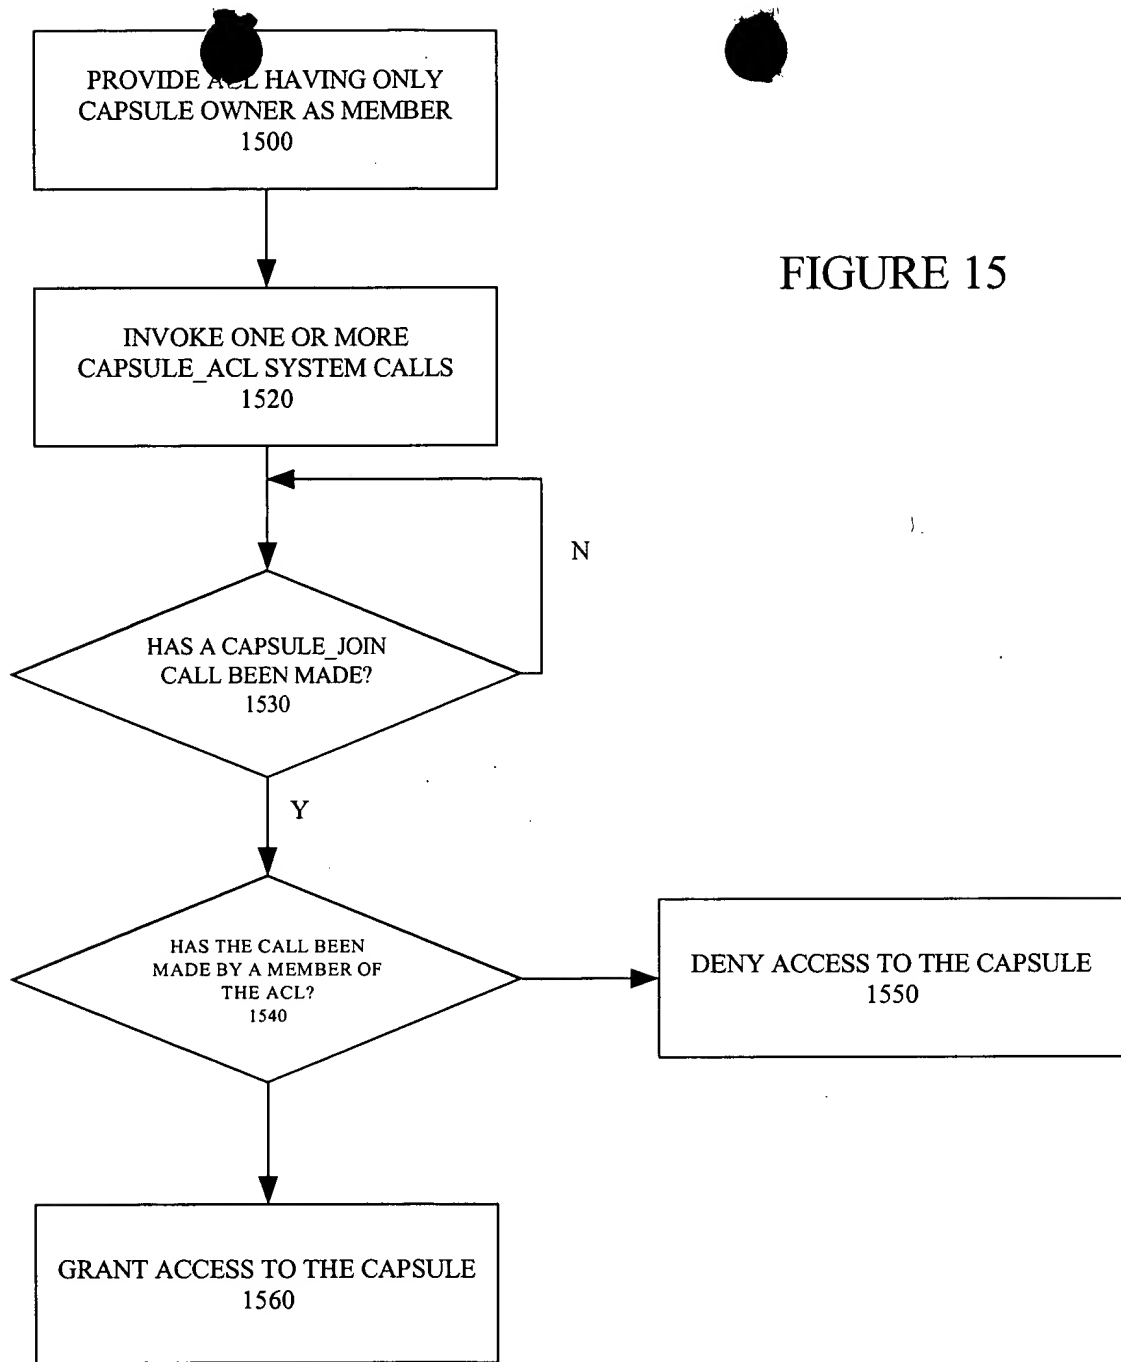 PROVIDE ACL HAVING ONLY
CAPSULE OWNER AS MEMBER
1500
FIGURE 15
INVOKE ONE OR MORE
CAPSULE_ACL SYSTEM CALLS
1520
N
HAS A CAPSULE_JOIN
CALL BEEN MADE?
1530
Y
HAS THE CALL BEEN
MADE BY A MEMBER OF
THE ACL?
1540
DENY ACCESS TO THE CAPSULE
1550
GRANT ACCESS TO THE CAPSULE
1560